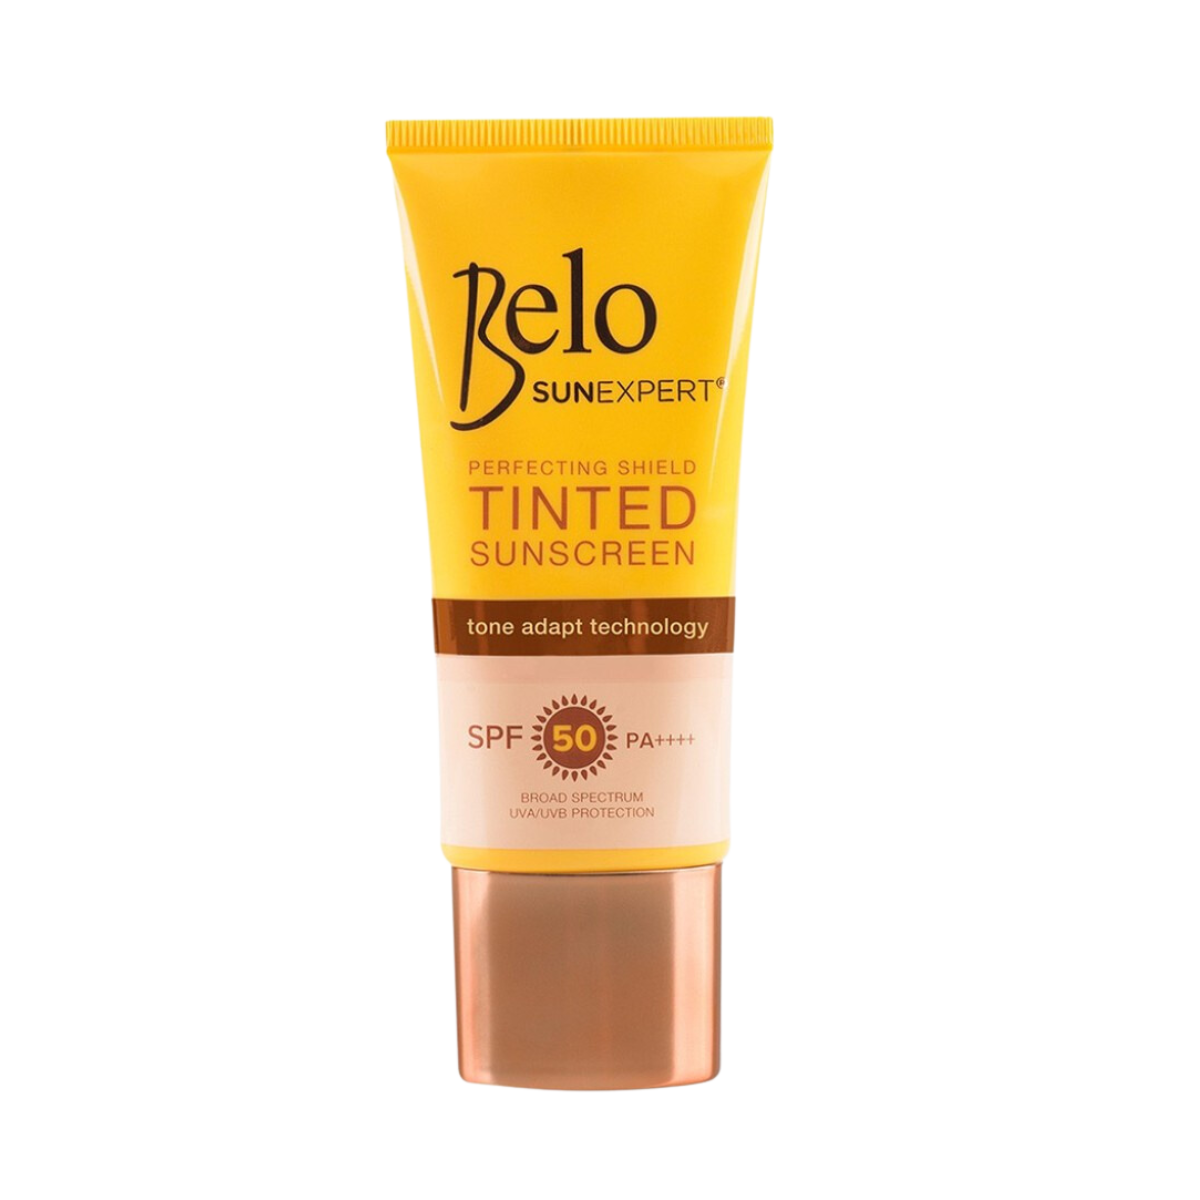 Belo
SUNEXPERT®
PERFECTING SHIELD
TINTED
SUNSCREEN
tone adapt technology
SPF 50 PA++++
BROAD SPECTRUM
UVA/UVB PROTECTION